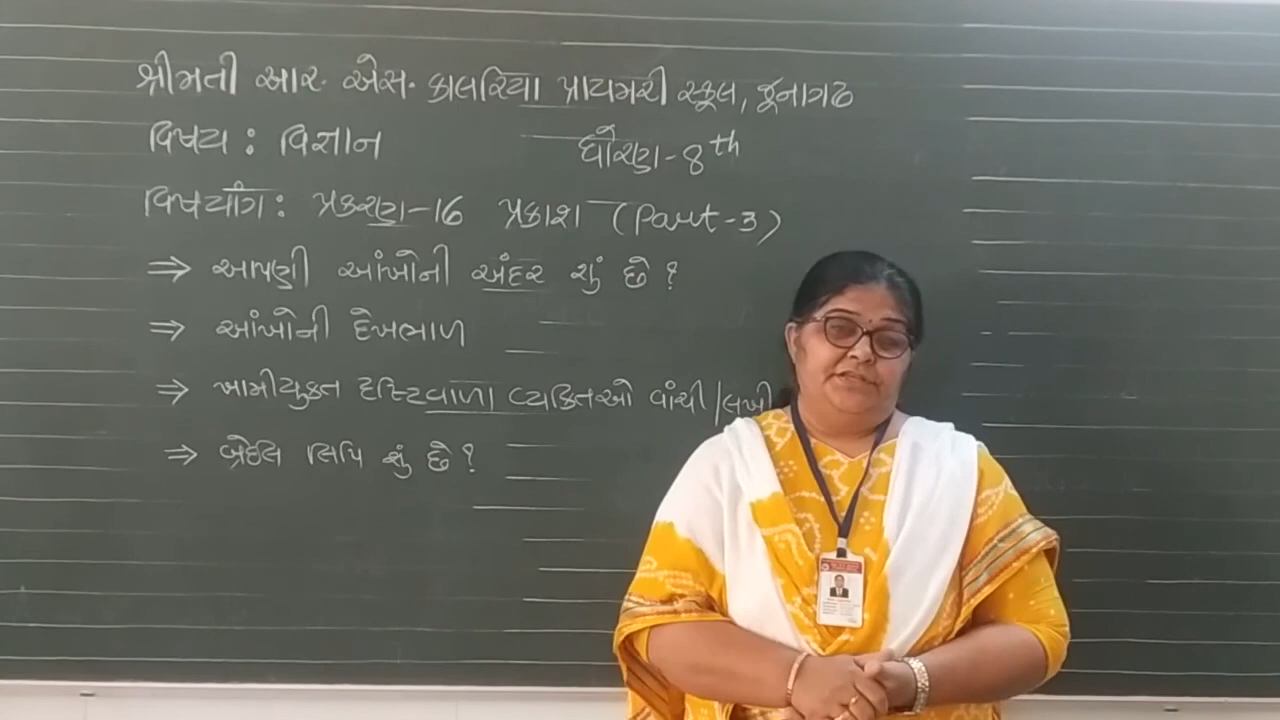 શ્રીમતી આર. એસ. કાલરિયા પ્રાયમરી સ્કૂલ, જૂનાગઢ
વિષય : વિજ્ઞાન ધોરણ-8th
વિષયાંગ : પ્રકરણ-16 પ્રકાશ (Part-3)
⇒ આપણી આંખોની અંદર શું છે ?
⇒ આંખોની દેખભાળ
⇒ ખામીયુક્ત દૃષ્ટિવાળા વ્યક્તિઓ વાંચી/લખી
⇒ બ્રેઈલ લિપિ શું છે ?